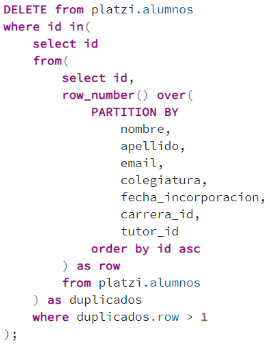 DELETE from platzi.alumnos
where id in(
    select id
    from(
        select id,
        row_number() over(
            PARTITION BY
                nombre,
                apellido,
                email,
                colegiatura,
                fecha_incorporacion,
                carrera_id,
                tutor_id
            order by id asc
        ) as row
        from platzi.alumnos
    ) as duplicados
    where duplicados.row > 1
);